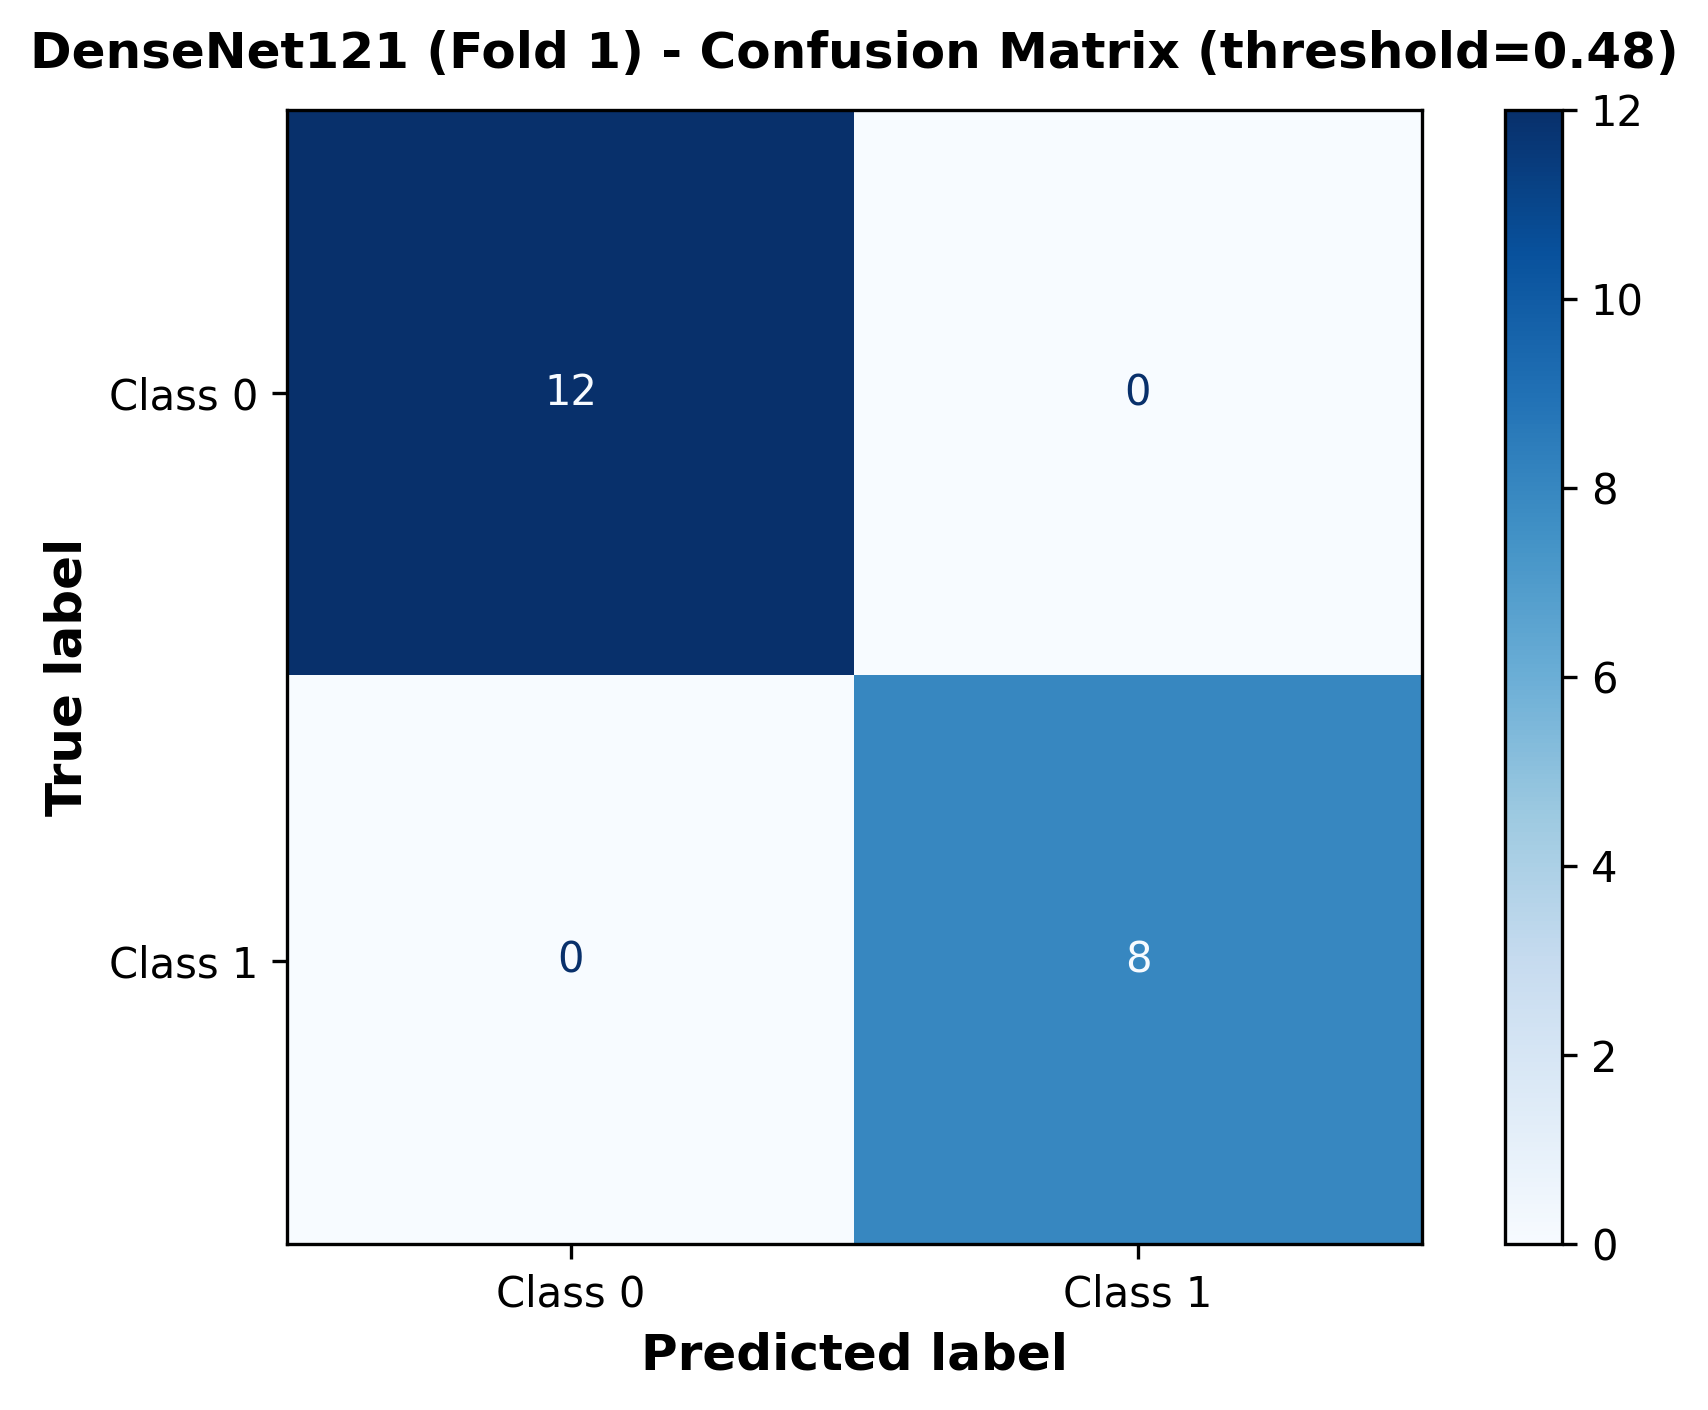 DenseNet121 (Fold 1) - Confusion Matrix (threshold=0.48)
12
10
8
6
4
2
0
True label
Class 0
12
0
Class 1
0
8
Class 0
Class 1
Predicted label